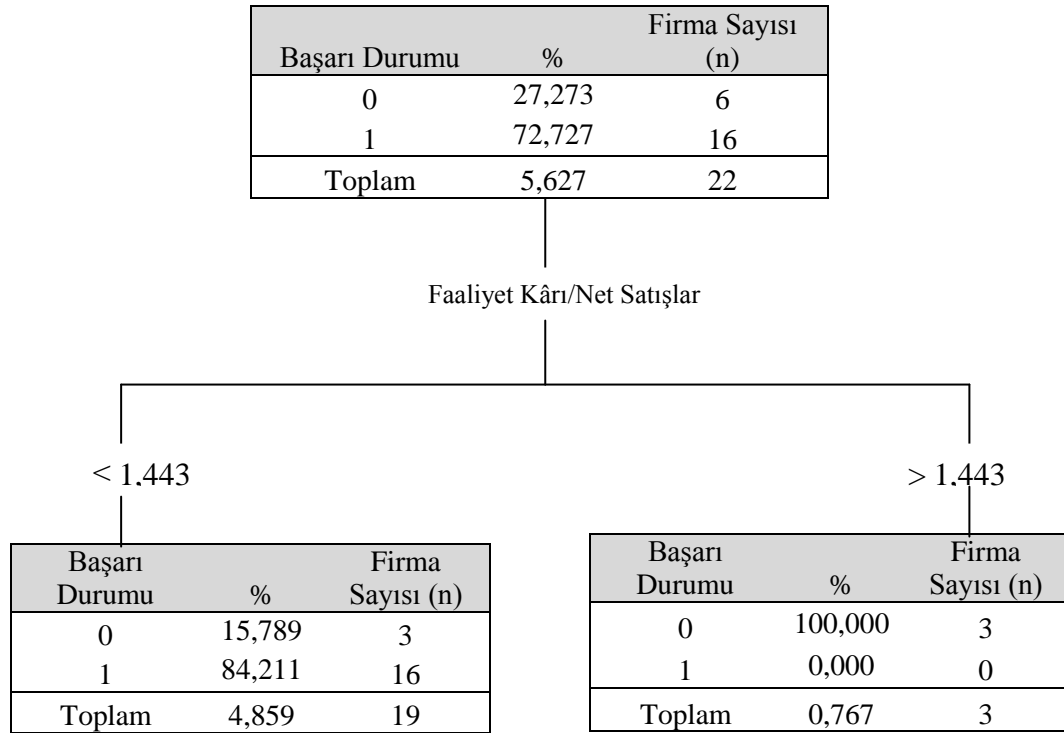 Firma Sayısı
Başarı Durumu % (n)
0 27,273 6
1 72,727 16
Toplam 5,627 22
Faaliyet Kârı/Net Satışlar
< 1,443
> 1,443
Başarı Firma
Durumu % Sayısı (n)
0 15,789 3
1 84,211 16
Toplam 4,859 19
Başarı Firma
Durumu % Sayısı (n)
0 100,000 3
1 0,000 0
Toplam 0,767 3